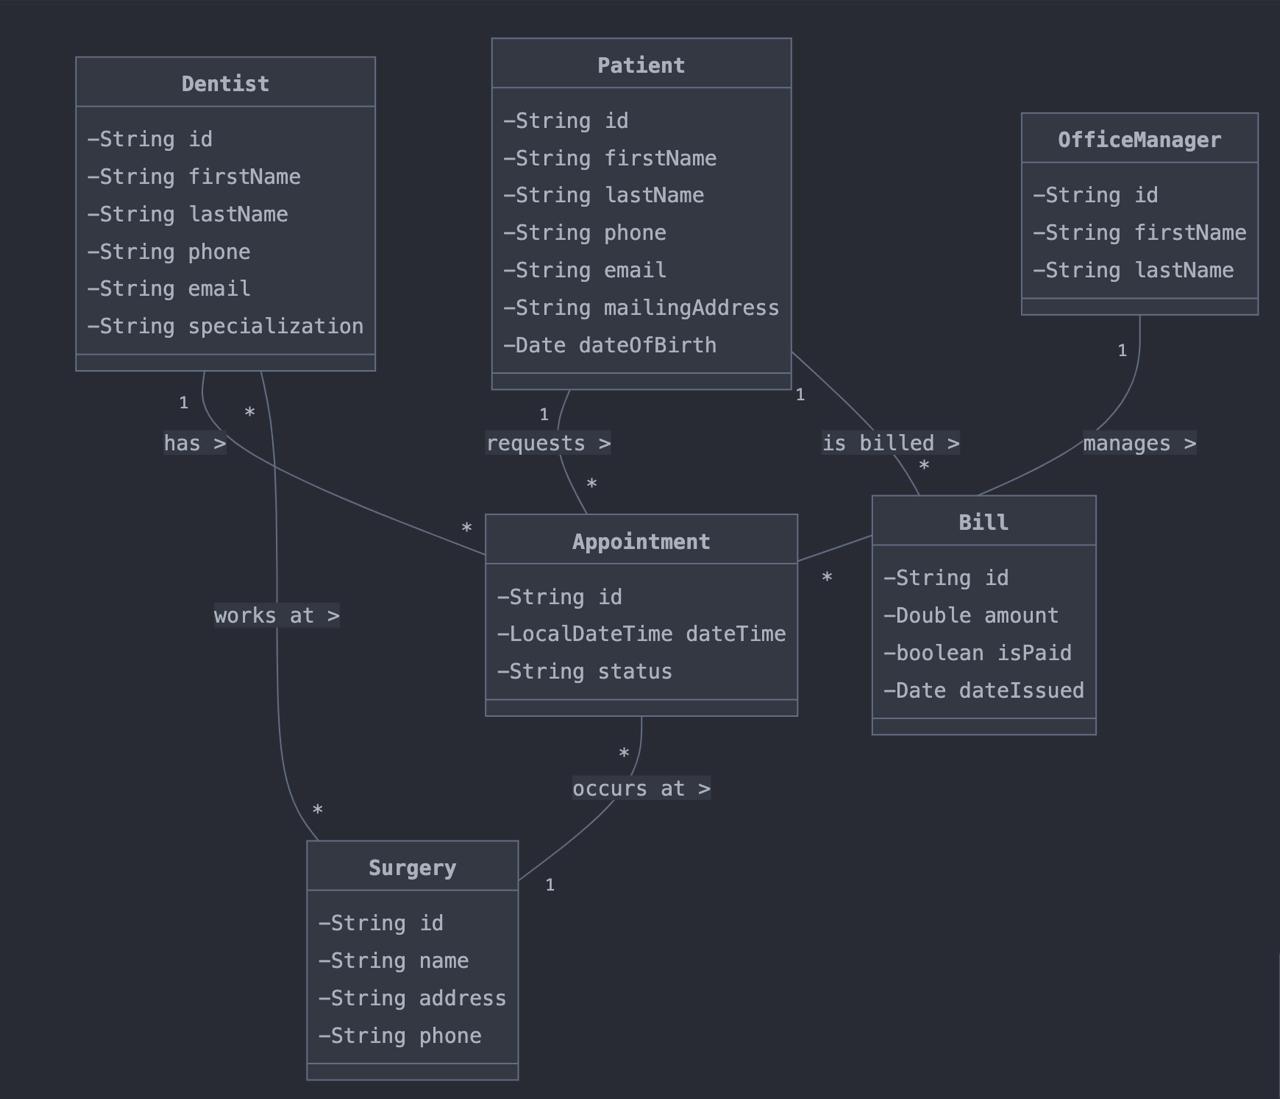 Dentist
-String id
-String firstName
-String lastName
-String phone
-String email
-String specialization
Patient
-String id
-String firstName
-String lastName
-String phone
-String email
-String mailingAddress
-Date dateOfBirth
OfficeManager
-String id
-String firstName
-String lastName
1
*
has >
1
requests >
*
1
is billed >
*
1
manages >
*
Appointment
-String id
-LocalDateTime dateTime
-String status
*
Bill
-String id
-Double amount
-boolean isPaid
-Date dateIssued
works at >
*
*
occurs at >
1
Surgery
-String id
-String name
-String address
-String phone